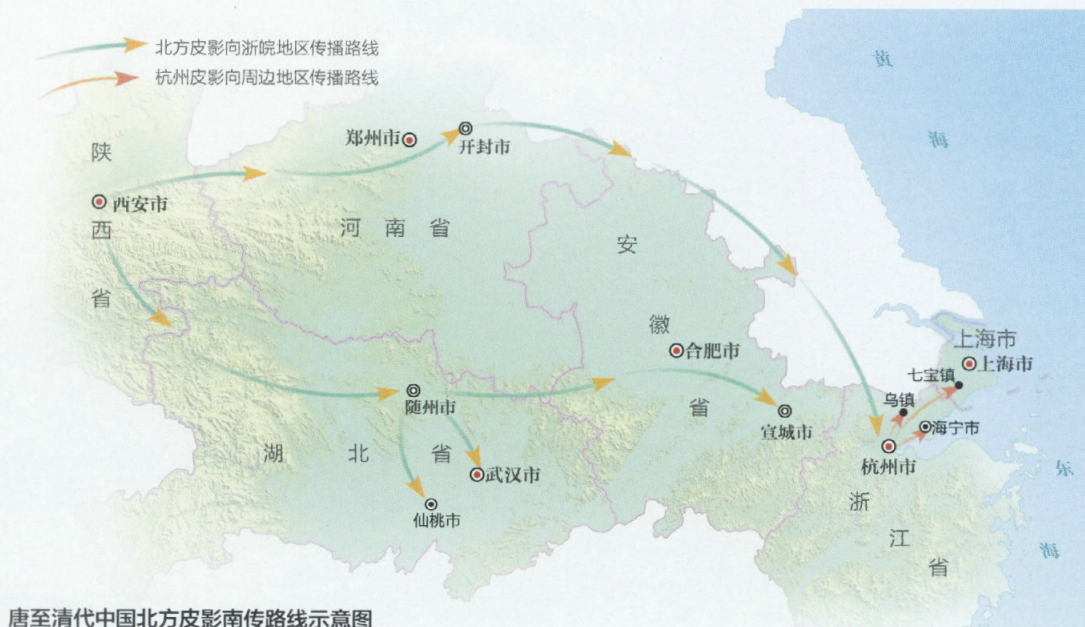 北方皮影向浙皖地区传播路线
杭州皮影向周边地区传播路线
黄
海
陕
西
省
西安市
郑州市
开封市
河南省
安
徽
省
合肥市
上海市
上海市
七宝镇
乌镇
海宁市
随州市
宣城市
杭州市
湖北省
武汉市
仙桃市
浙
江
省
东
海
唐至清代中国北方皮影南传路线示意图